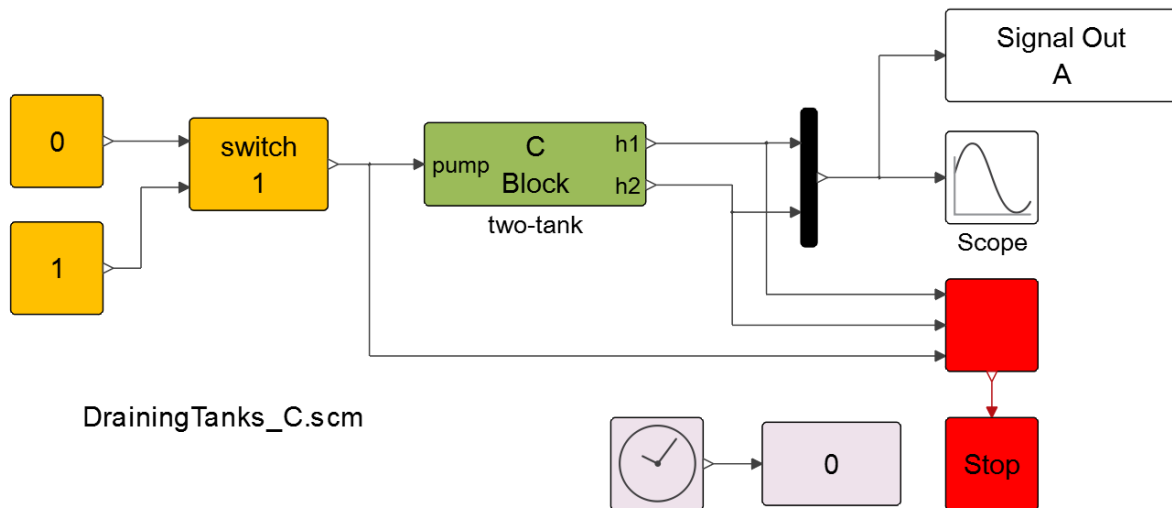 Signal Out
A
0
switch
1
pump
C
Block
h1
h2
two-tank
1
Scope
DrainingTanks_C.scm
0
Stop